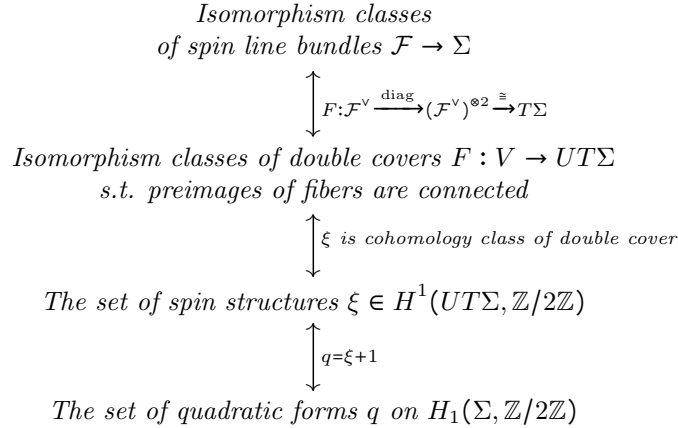 Isomorphism classes
of spin line bundles ℱ → Σ
F:ℱ^∨ —diag→ (ℱ^∨)^{⊗2} —≅→ TΣ
Isomorphism classes of double covers F : V → UTΣ
s.t. preimages of fibers are connected
ξ is cohomology class of double cover
The set of spin structures ξ ∈ H¹(UTΣ, ℤ/2ℤ)
q=ξ+1
The set of quadratic forms q on H₁(Σ, ℤ/2ℤ)